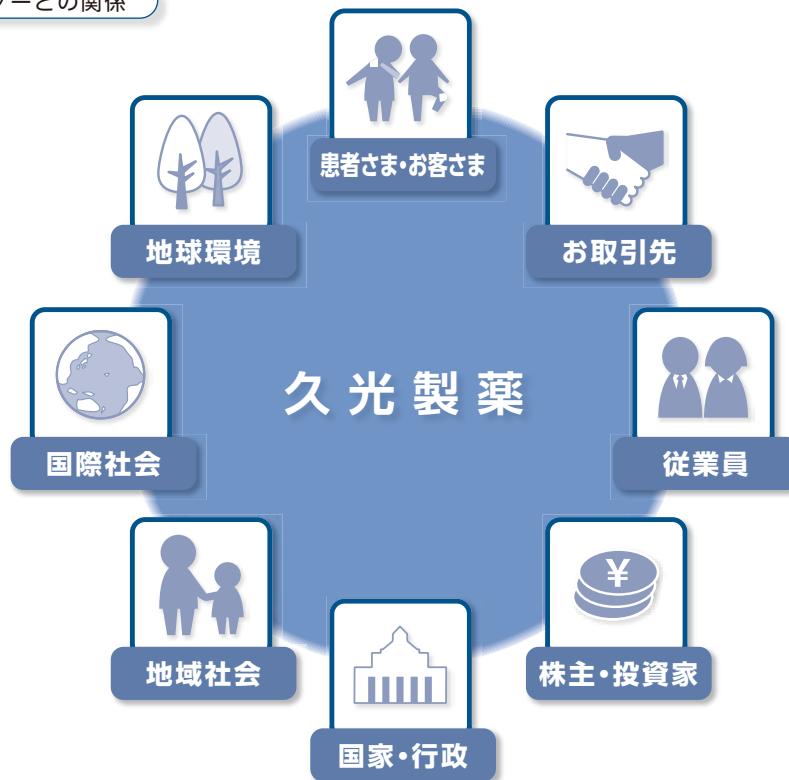 ーとの関係
患者さま・お客さま
お取引先
従業員
株主・投資家
国家・行政
地域社会
国際社会
地球環境
久光製薬
¥